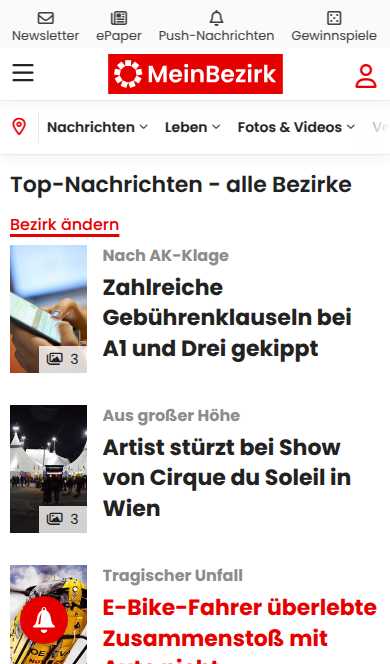 Newsletter ePaper Push-Nachrichten Gewinnspiele
MeinBezirk
Nachrichten Leben Fotos & Videos
Top-Nachrichten - alle Bezirke
Bezirk ändern
Nach AK-Klage
Zahlreiche
Gebührenklauseln bei
A1 und Drei gekippt
3
Aus großer Höhe
Artist stürzt bei Show
von Cirque du Soleil in
Wien
3
Tragischer Unfall
E-Bike-Fahrer überlebte
Zusammenstoß mit
Auto nicht